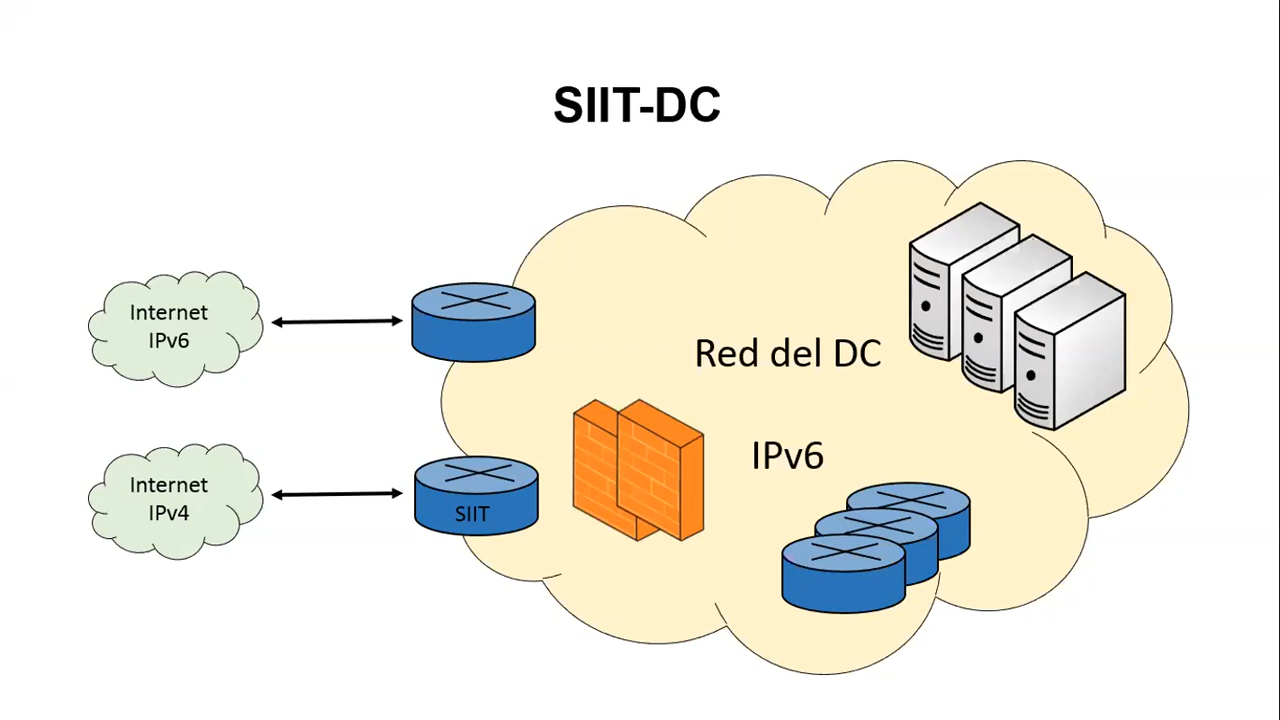 SIIT-DC
Internet
IPv6
Red del DC
IPv6
Internet
IPv4
SIIT